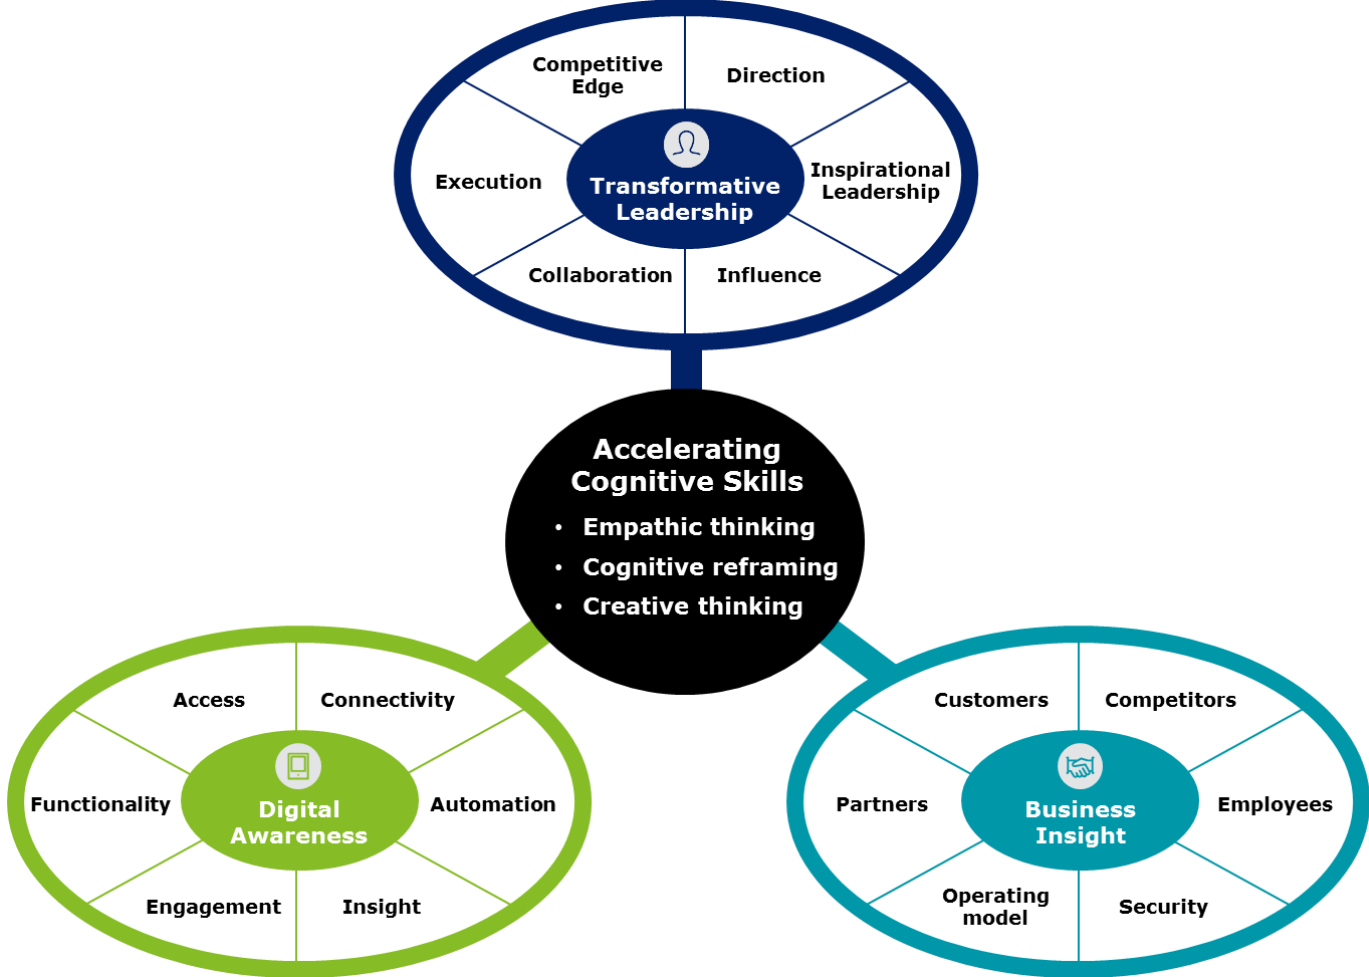 Competitive
Edge
Direction
Execution
Transformative
Leadership
Inspirational
Leadership
Collaboration
Influence
Accelerating
Cognitive Skills
• Empathic thinking
• Cognitive reframing
• Creative thinking
Access
Connectivity
Functionality
Digital
Awareness
Automation
Engagement
Insight
Customers
Competitors
Partners
Business
Insight
Employees
Operating
model
Security